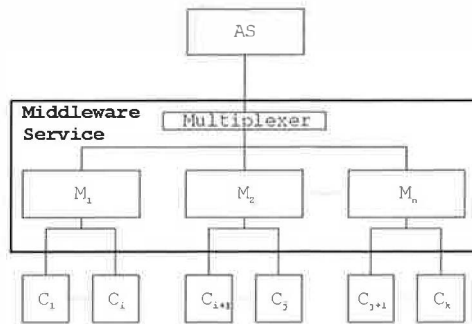 AS
Middleware
Service
Multiplexer
M₁ M₂ Mₙ
C₁ Cᵢ Cᵢ₊₁ Cⱼ Cⱼ₊₁ Cₖ